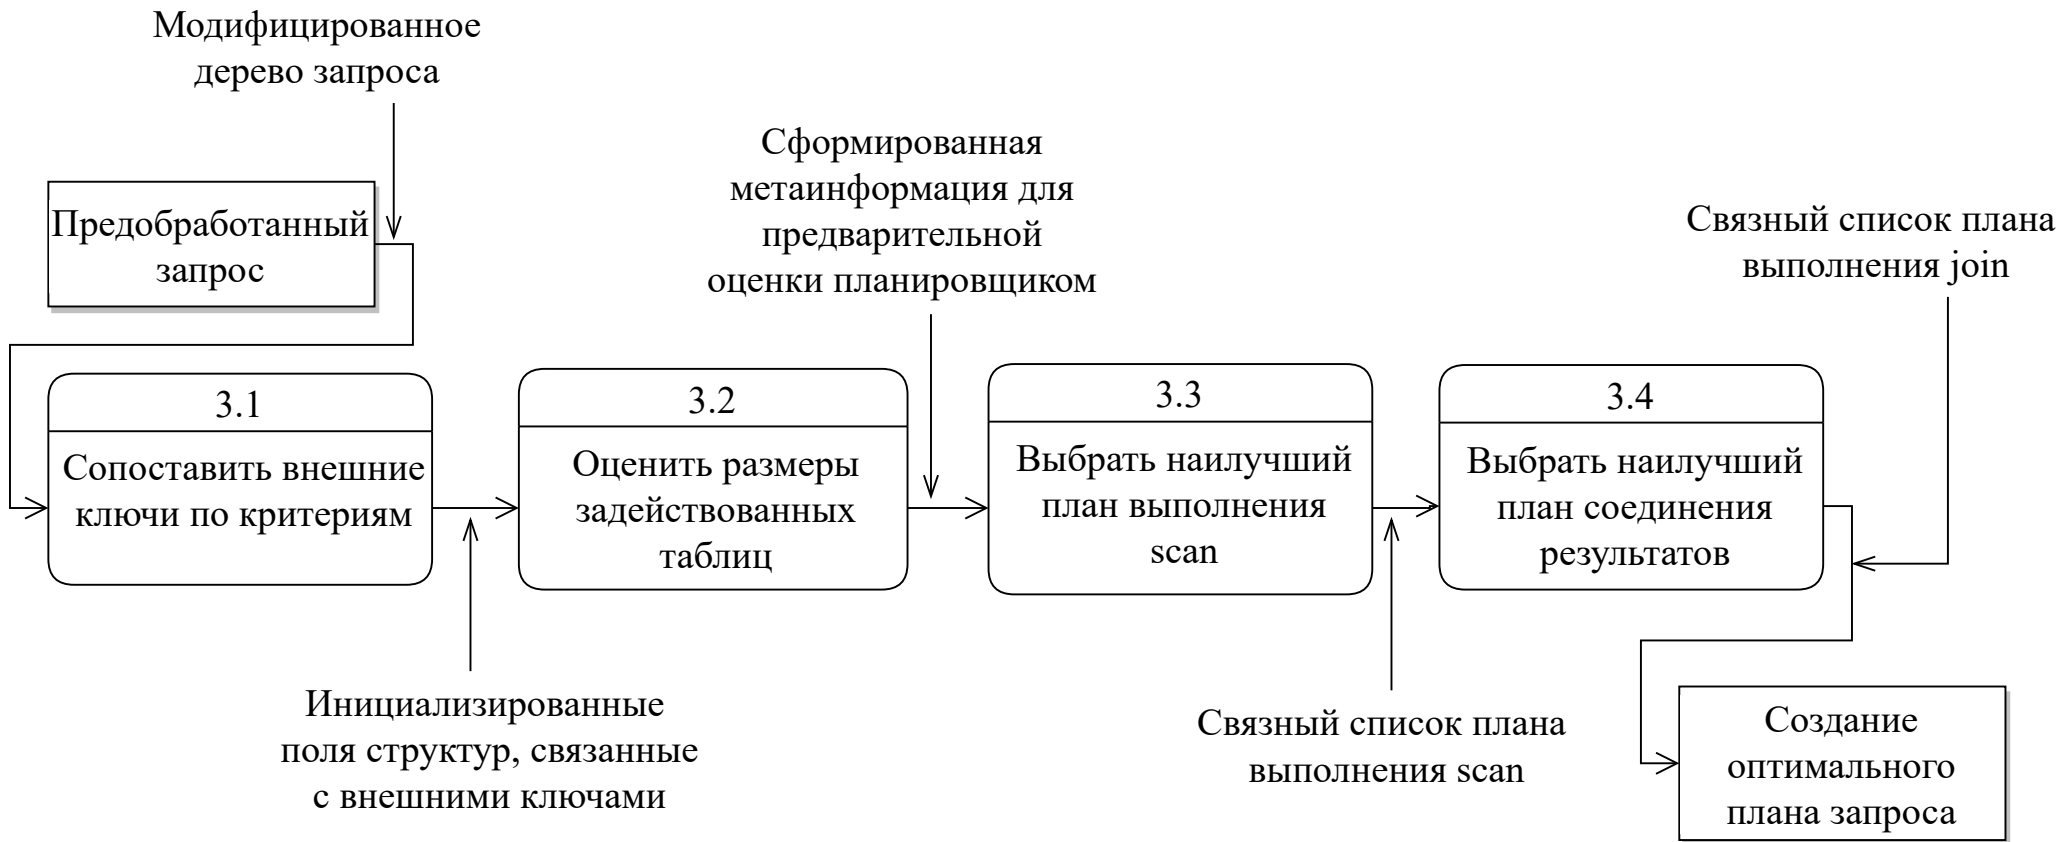 Модифицированное
дерево запроса
Предобработанный
запрос
Сформированная
метаинформация для
предварительной
оценки планировщиком
Связный список плана
выполнения join
3.1
Сопоставить внешние
ключи по критериям
3.2
Оценить размеры
задействованных
таблиц
3.3
Выбрать наилучший
план выполнения
scan
3.4
Выбрать наилучший
план соединения
результатов
Инициализированные
поля структур, связанные
с внешними ключами
Связный список плана
выполнения scan
Создание
оптимального
плана запроса